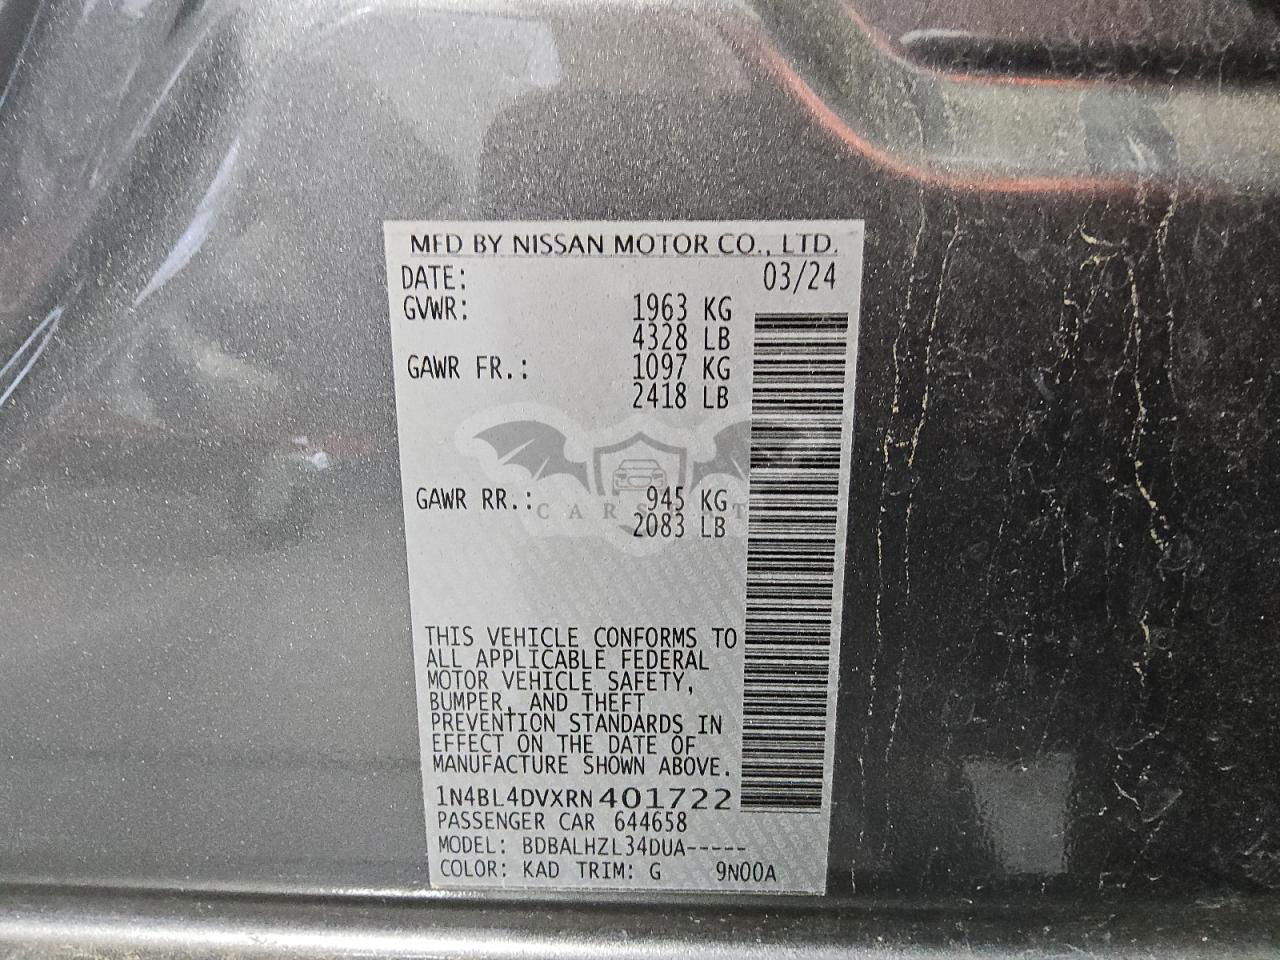 MFD BY NISSAN MOTOR CO., LTD.
DATE: 03/24
GVWR: 1963 KG
4328 LB
GAWR FR.: 1097 KG
2418 LB
GAWR RR.: 945 KG
2083 LB
THIS VEHICLE CONFORMS TO
ALL APPLICABLE FEDERAL
MOTOR VEHICLE SAFETY,
BUMPER, AND THEFT
PREVENTION STANDARDS IN
EFFECT ON THE DATE OF
MANUFACTURE SHOWN ABOVE.
1N4BL4DVXRN401722
PASSENGER CAR 644658
MODEL: BDBALHZL34DUA-----
COLOR: KAD TRIM: G 9N00A